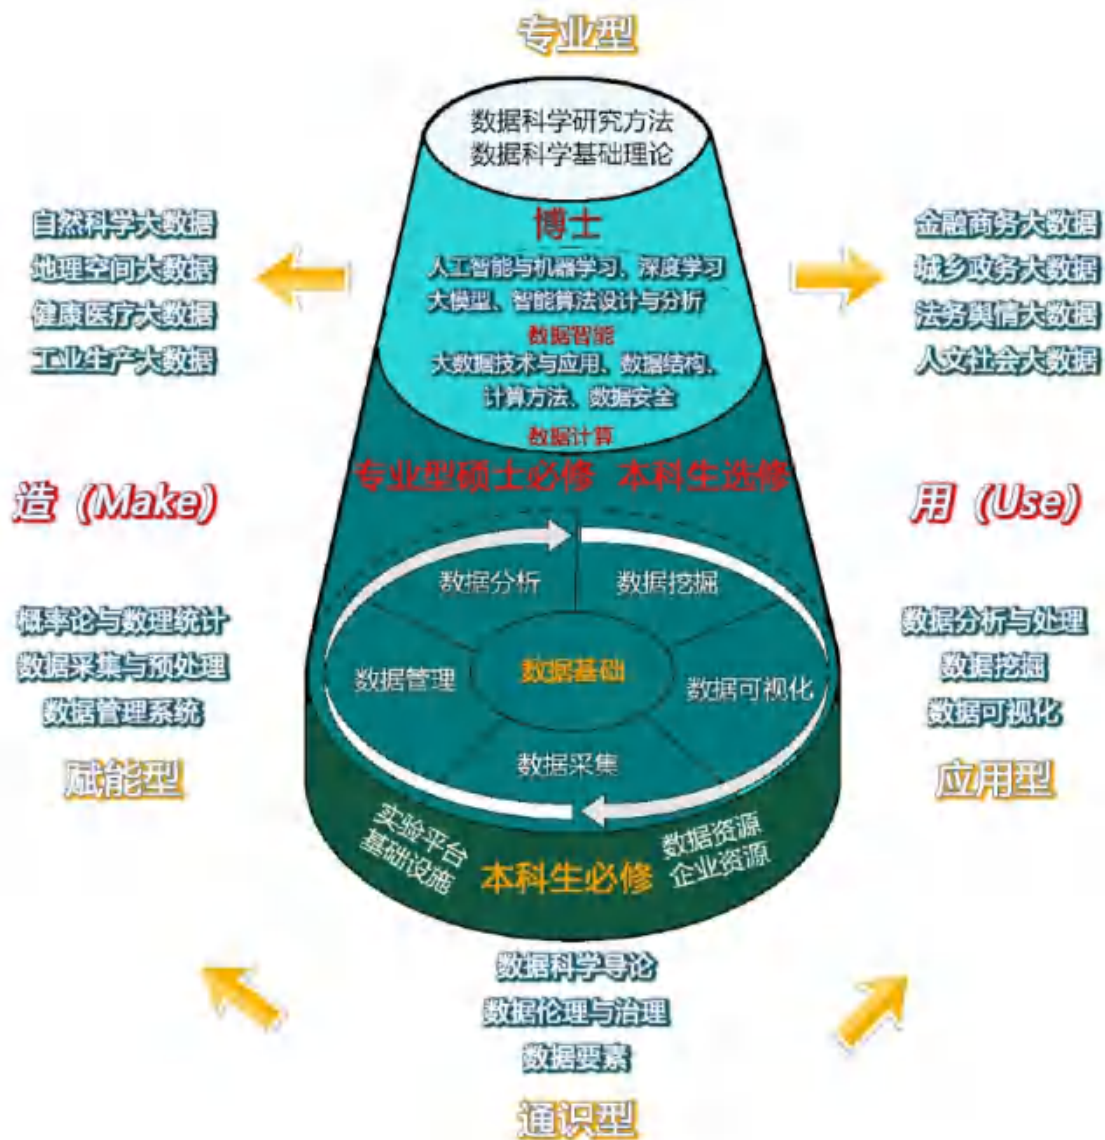 专业型
数据科学研究方法
数据科学基础理论
博士
人工智能与机器学习、深度学习
大模型、智能算法设计与分析
数据智能
大数据技术与应用、数据结构、
计算方法、数据安全
数据计算
专业型硕士必修 本科生选修
自然科学大数据
地理空间大数据
健康医疗大数据
工业生产大数据
金融商务大数据
城乡政务大数据
法务舆情大数据
人文社会大数据
造 (Make)
用 (Use)
数据分析
数据挖掘
数据管理
数据基础
数据可视化
数据采集
概率论与数理统计
数据采集与预处理
数据管理系统
赋能型
数据分析与处理
数据挖掘
数据可视化
应用型
实验平台
基础设施
本科生必修
数据资源
企业资源
数据科学导论
数据伦理与治理
数据要素
通识型